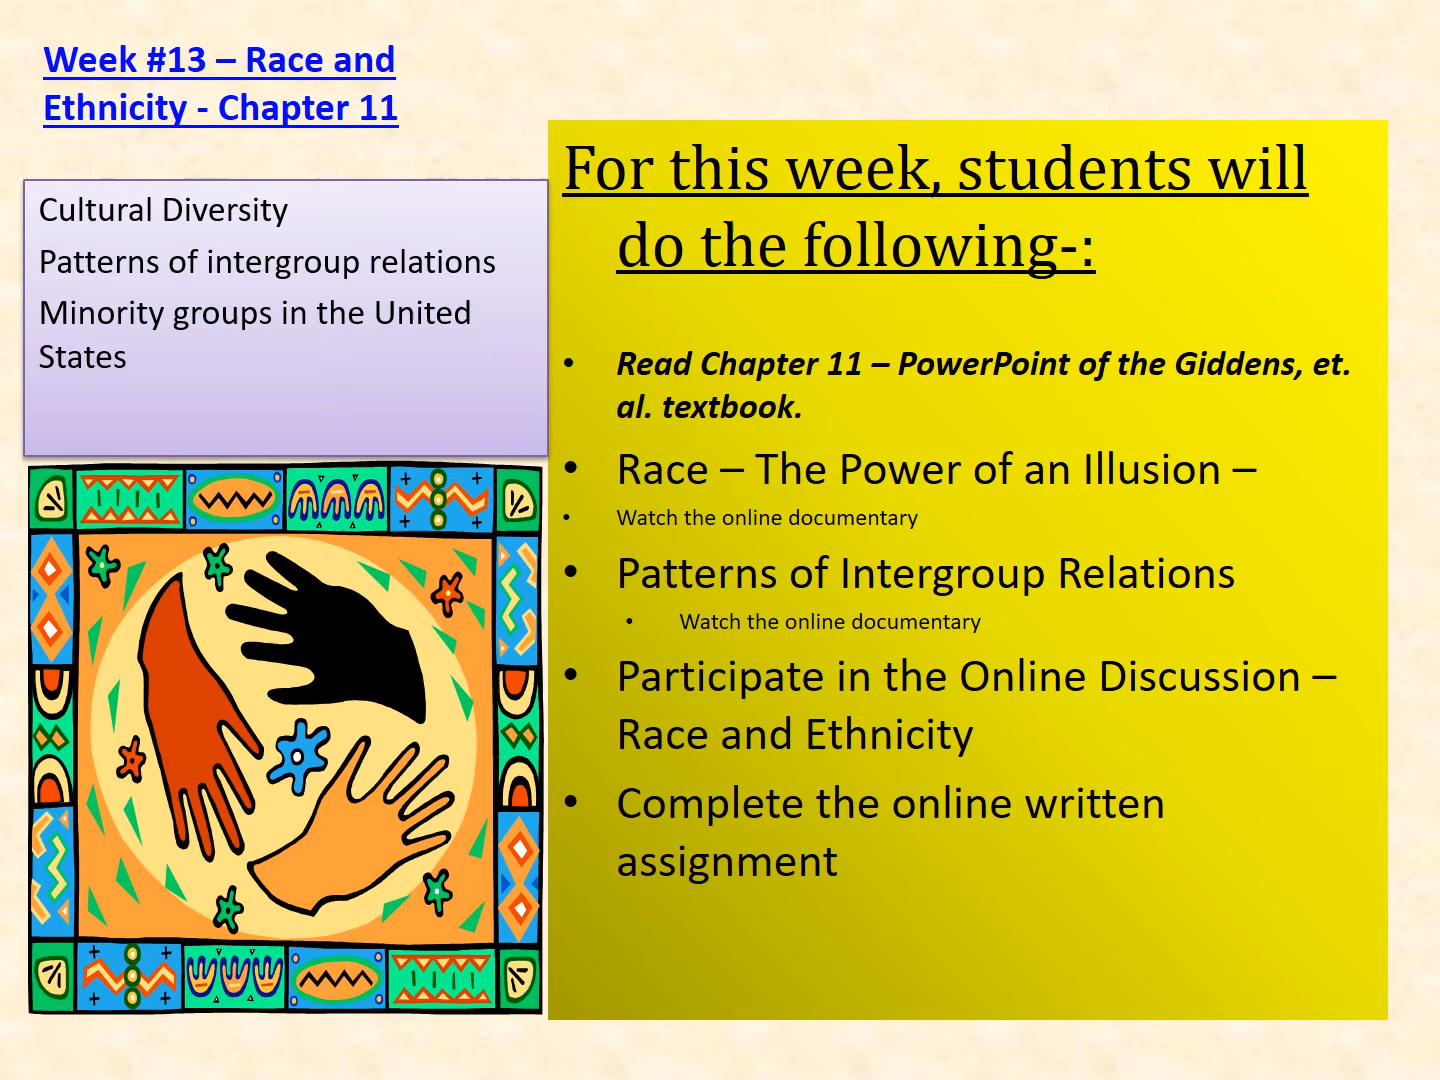 Week #13 – Race and
Ethnicity - Chapter 11
Cultural Diversity
Patterns of intergroup relations
Minority groups in the United
States
For this week, students will
do the following-:
• Read Chapter 11 – PowerPoint of the Giddens, et.
al. textbook.
• Race – The Power of an Illusion –
• Watch the online documentary
• Patterns of Intergroup Relations
• Watch the online documentary
• Participate in the Online Discussion –
Race and Ethnicity
• Complete the online written
assignment